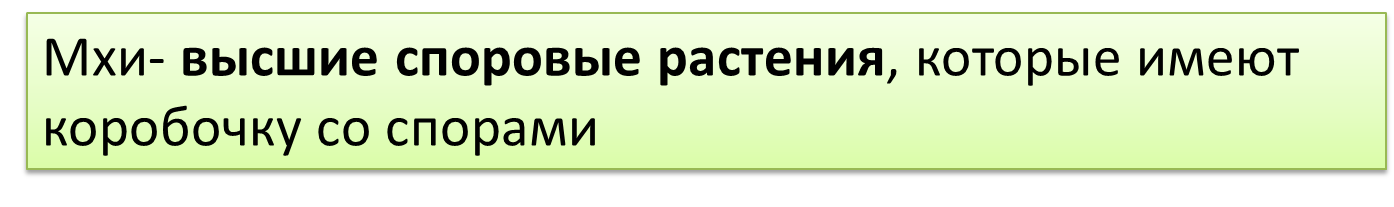 Мхи- высшие споровые растения, которые имеют
коробочку со спорами